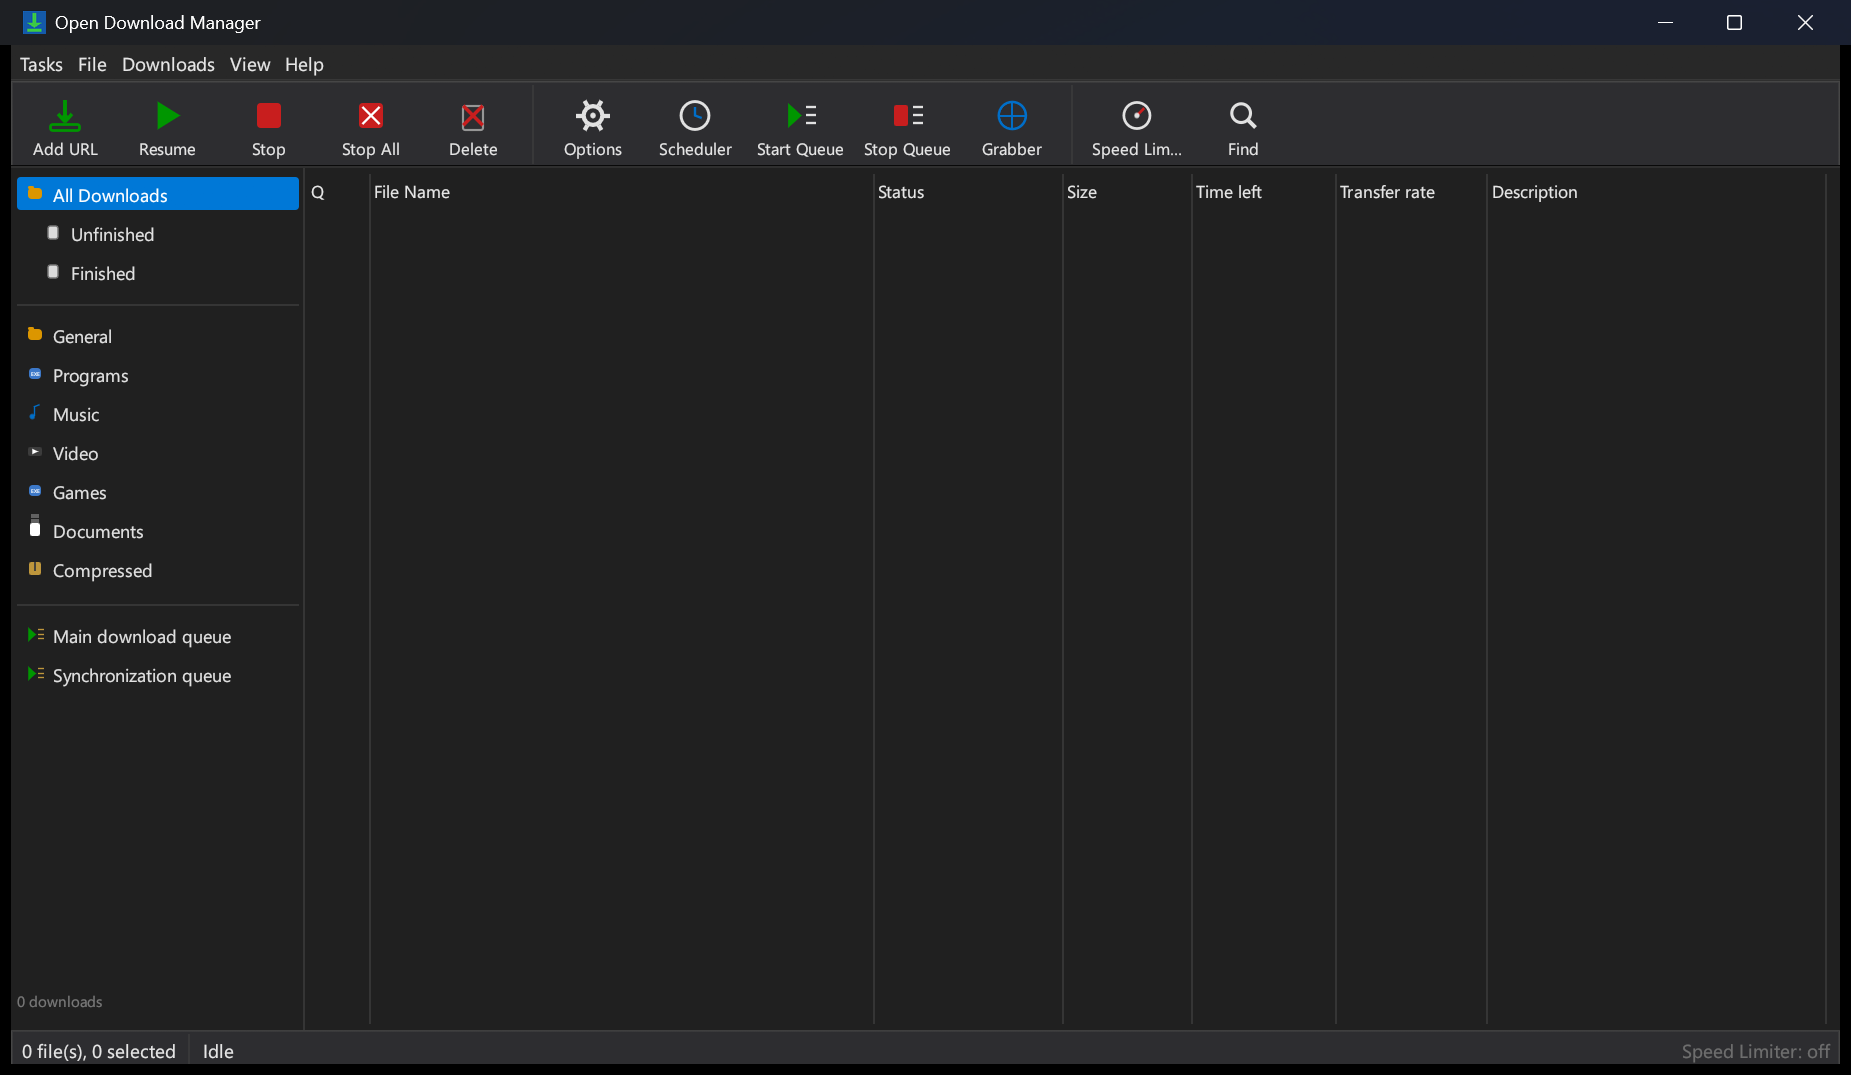 Open Download Manager
Tasks File Downloads View Help
Add URL Resume Stop Stop All Delete Options Scheduler Start Queue Stop Queue Grabber Speed Lim... Find
All Downloads
Unfinished
Finished
General
Programs
Music
Video
Games
Documents
Compressed
Main download queue
Synchronization queue
0 downloads
Q File Name Status Size Time left Transfer rate Description
0 file(s), 0 selected Idle Speed Limiter: off